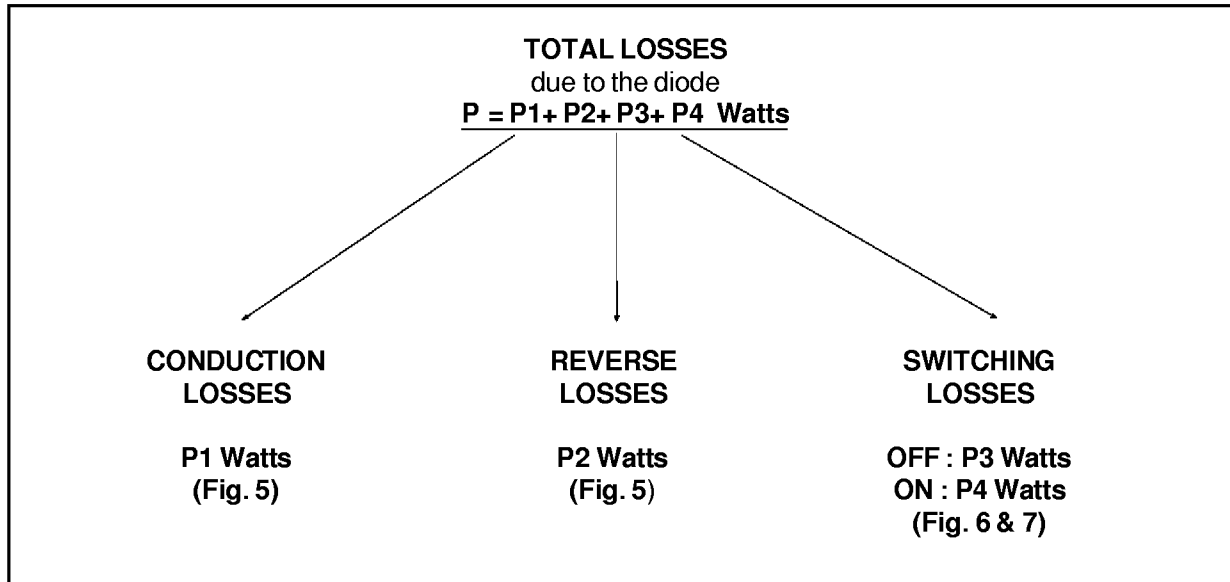 TOTAL LOSSES
due to the diode
P = P1+ P2+ P3+ P4 Watts
CONDUCTION
LOSSES
P1 Watts
(Fig. 5)
REVERSE
LOSSES
P2 Watts
(Fig. 5)
SWITCHING
LOSSES
OFF : P3 Watts
ON : P4 Watts
(Fig. 6 & 7)